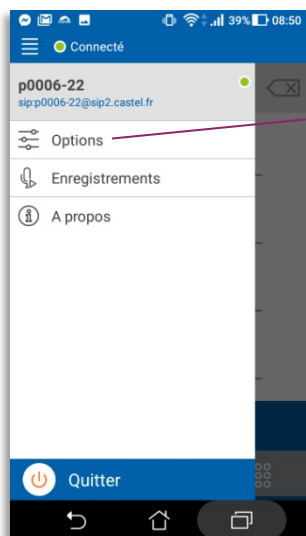 39% 08:50
Connecté
p0006-22
sip:p0006-22@sip2.castel.fr
Options
Enregistrements
A propos
Quitter